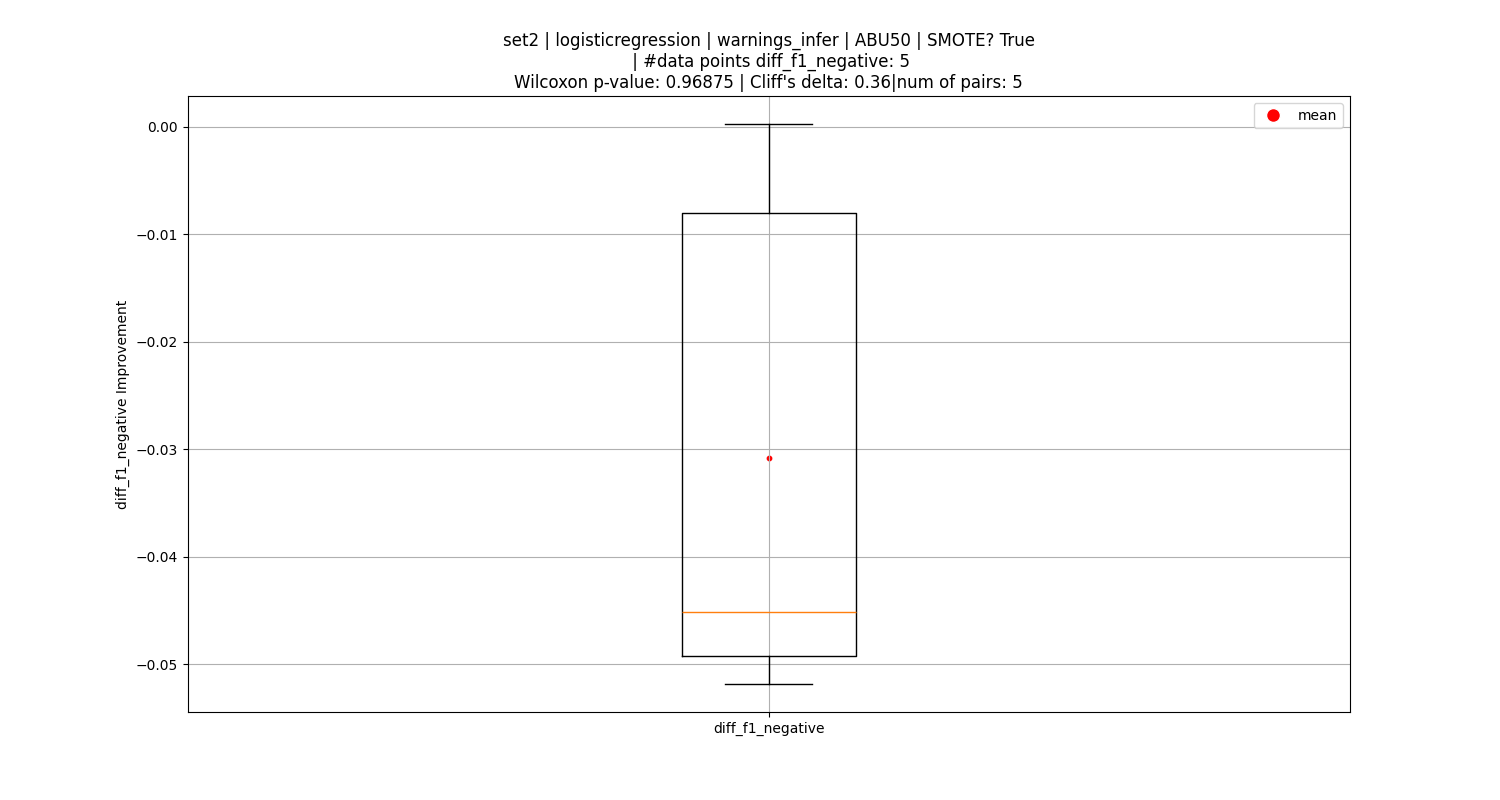 set2 | logisticregression | warnings_infer | ABU50 | SMOTE? True
| #data points diff_f1_negative: 5
Wilcoxon p-value: 0.96875 | Cliff's delta: 0.36|num of pairs: 5
mean
0.00
−0.01
−0.02
−0.03
−0.04
−0.05
diff_f1_negative Improvement
diff_f1_negative